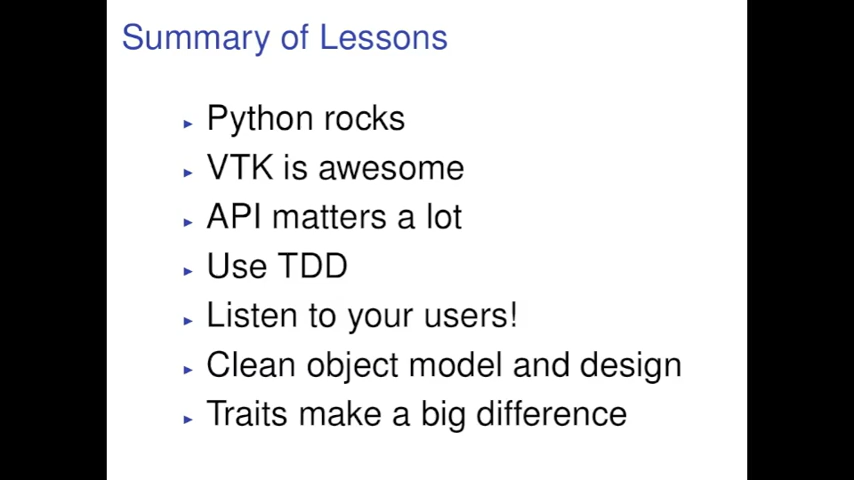 Summary of Lessons
Python rocks
VTK is awesome
API matters a lot
Use TDD
Listen to your users!
Clean object model and design
Traits make a big difference